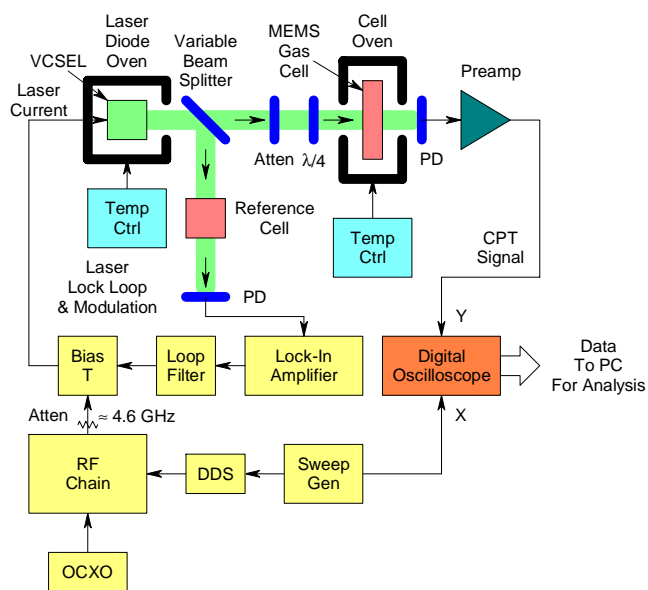 Laser
Diode
Oven
Variable
Beam
Splitter
MEMS
Gas
Cell
Cell
Oven
Preamp
VCSEL
Laser
Current
Atten
λ/4
PD
Temp
Ctrl
Reference
Cell
Temp
Ctrl
CPT
Signal
Laser
Lock Loop
& Modulation
PD
Y
Bias
T
Loop
Filter
Lock-In
Amplifier
Digital
Oscilloscope
Data
To PC
For Analysis
Atten
≈ 4.6 GHz
X
RF
Chain
DDS
Sweep
Gen
OCXO